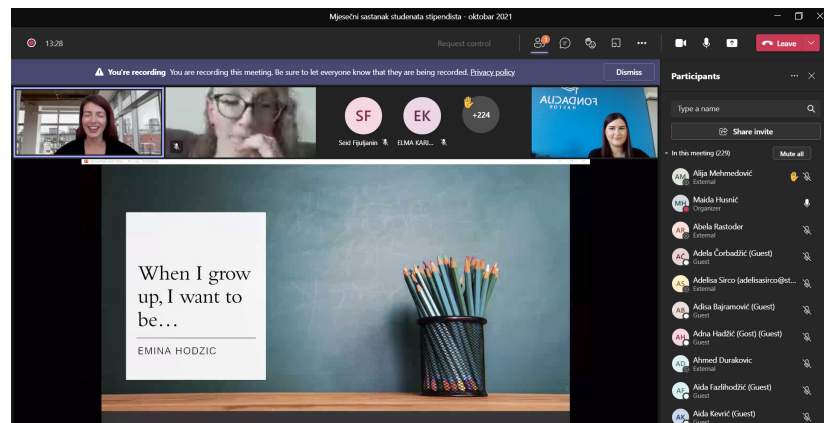 Mjesečni sastanak studenata stipendista - oktobar 2021
13:28
Request control
Leave
You're recording You are recording this meeting. Be sure to let everyone know that they are being recorded. Privacy policy
Dismiss
Participants
Type a name
Share invite
In this meeting (229)
Mute all
SF
Seid Fijuljanin
EK
ELMA KARI...
+224
FONDACIJA
HASTOR
When I grow
up, I want to
be…
EMINA HODZIC
AM
Alija Mehmedović
External
MH
Maida Husnić
Organizer
AR
Abela Rastoder
External
AČ
Adela Čorbadžić (Guest)
Guest
AS
Adelisa Sirco (adelisasirco@st...
External
AB
Adisa Bajramović (Guest)
Guest
AH
Adna Hadžić (Gost) (Guest)
Guest
AD
Ahmed Durakovic
External
AF
Aida Fazlihodžić (Guest)
Guest
AK
Aida Kevrić (Guest)
Guest